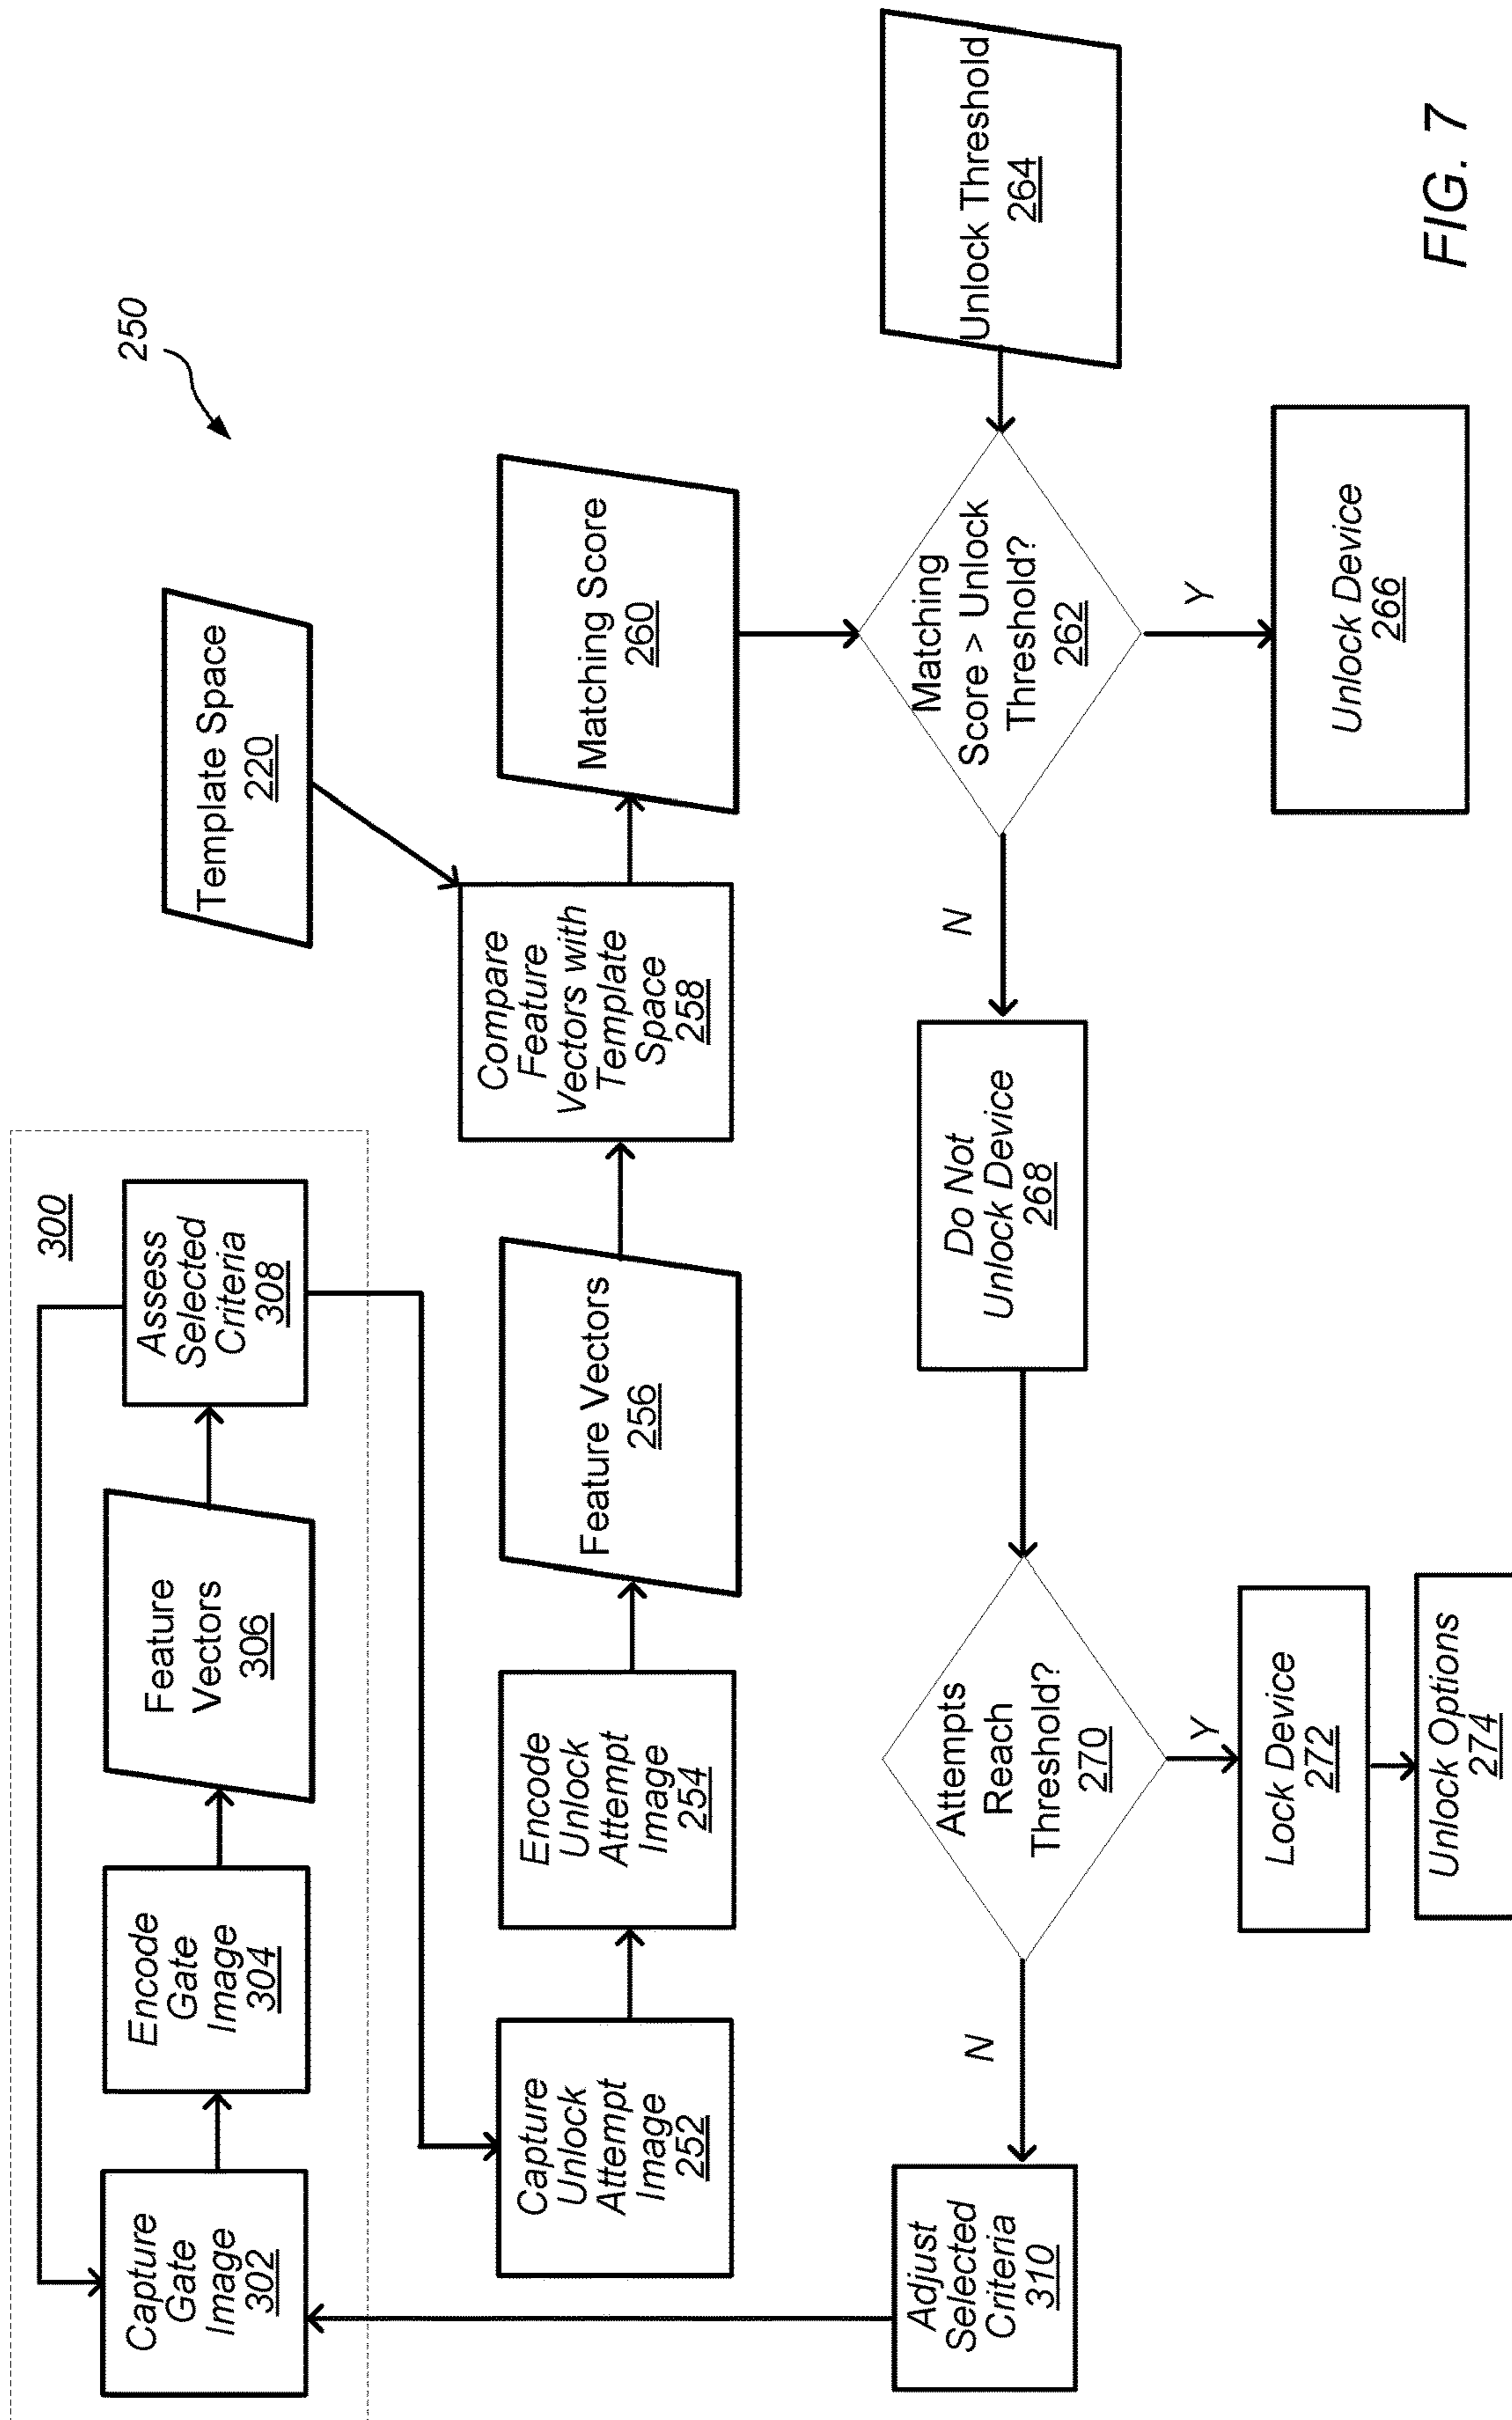 250
300
Capture
Gate
Image
302
Encode
Gate
Image
304
Feature
Vectors
306
Assess
Selected
Criteria
308
Template Space
220
Capture
Unlock
Attempt
Image
252
Encode
Unlock
Attempt
Image
254
Feature Vectors
256
Compare
Feature
Vectors with
Template
Space
258
Matching Score
260
Adjust
Selected
Criteria
310
N
Attempts
Reach
Threshold?
270
Do Not
Unlock Device
268
N
Matching
Score > Unlock
Threshold?
262
Unlock Threshold
264
Y
Lock Device
272
Unlock Options
274
Y
Unlock Device
266
FIG. 7